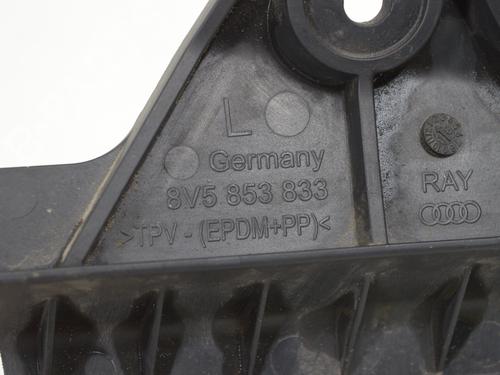 L
Germany
8V5 853 833
>TPV - (EPDM+PP)<
RAY